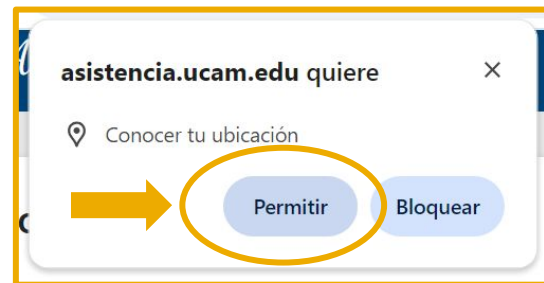 asistencia.ucam.edu quiere
Conocer tu ubicación
Permitir
Bloquear